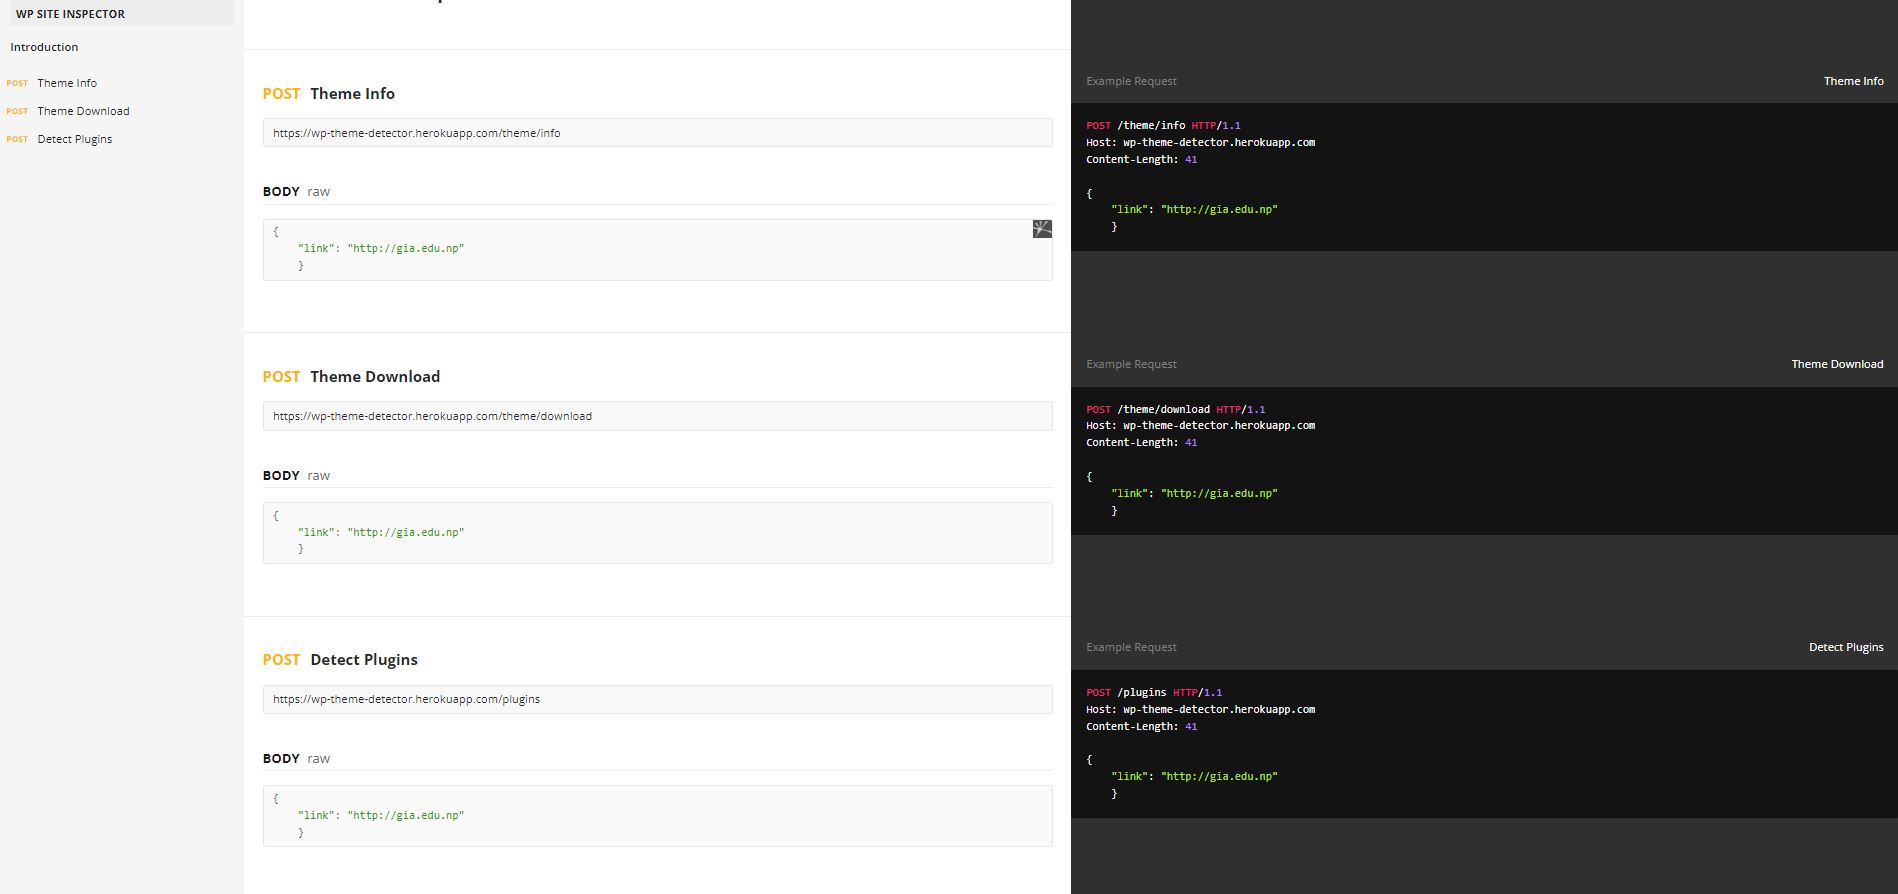 WP SITE INSPECTOR
Introduction
POST Theme Info
POST Theme Download
POST Detect Plugins
POST Theme Info
https://wp-theme-detector.herokuapp.com/theme/info
BODY raw
{
"link": "http://gia.edu.np"
}
POST Theme Download
https://wp-theme-detector.herokuapp.com/theme/download
BODY raw
{
"link": "http://gia.edu.np"
}
POST Detect Plugins
https://wp-theme-detector.herokuapp.com/plugins
BODY raw
{
"link": "http://gia.edu.np"
}
Example Request Theme Info
POST /theme/info HTTP/1.1
Host: wp-theme-detector.herokuapp.com
Content-Length: 41
{
"link": "http://gia.edu.np"
}
Example Request Theme Download
POST /theme/download HTTP/1.1
Host: wp-theme-detector.herokuapp.com
Content-Length: 41
{
"link": "http://gia.edu.np"
}
Example Request Detect Plugins
POST /plugins HTTP/1.1
Host: wp-theme-detector.herokuapp.com
Content-Length: 41
{
"link": "http://gia.edu.np"
}